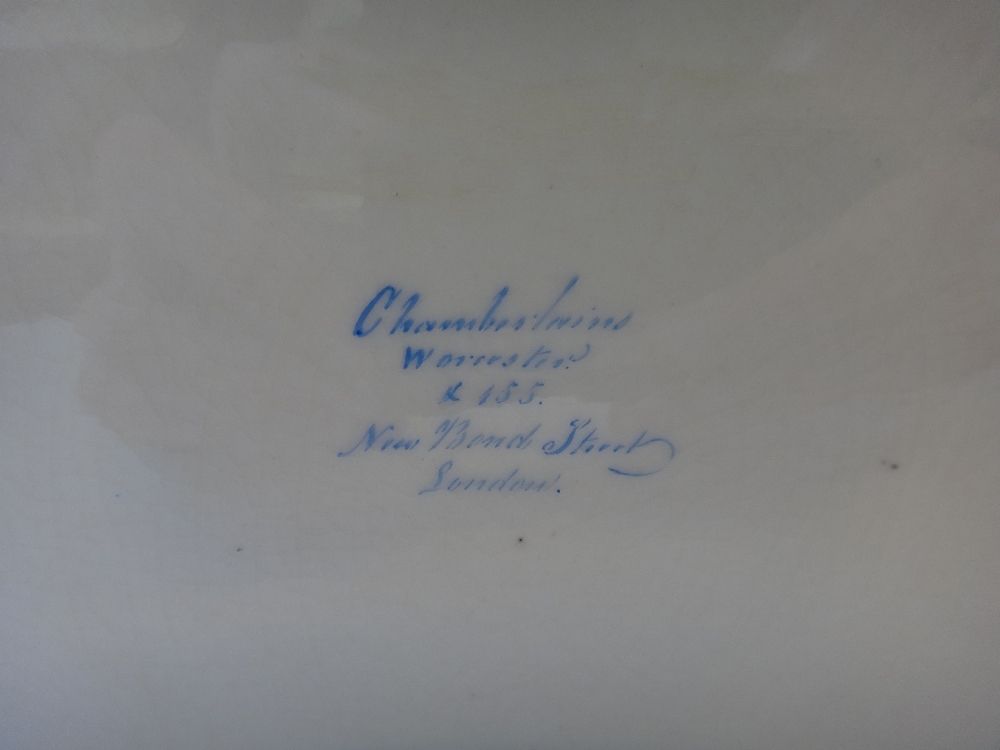 Chamberlains
Worcester
& 155.
New Bond Street
London.